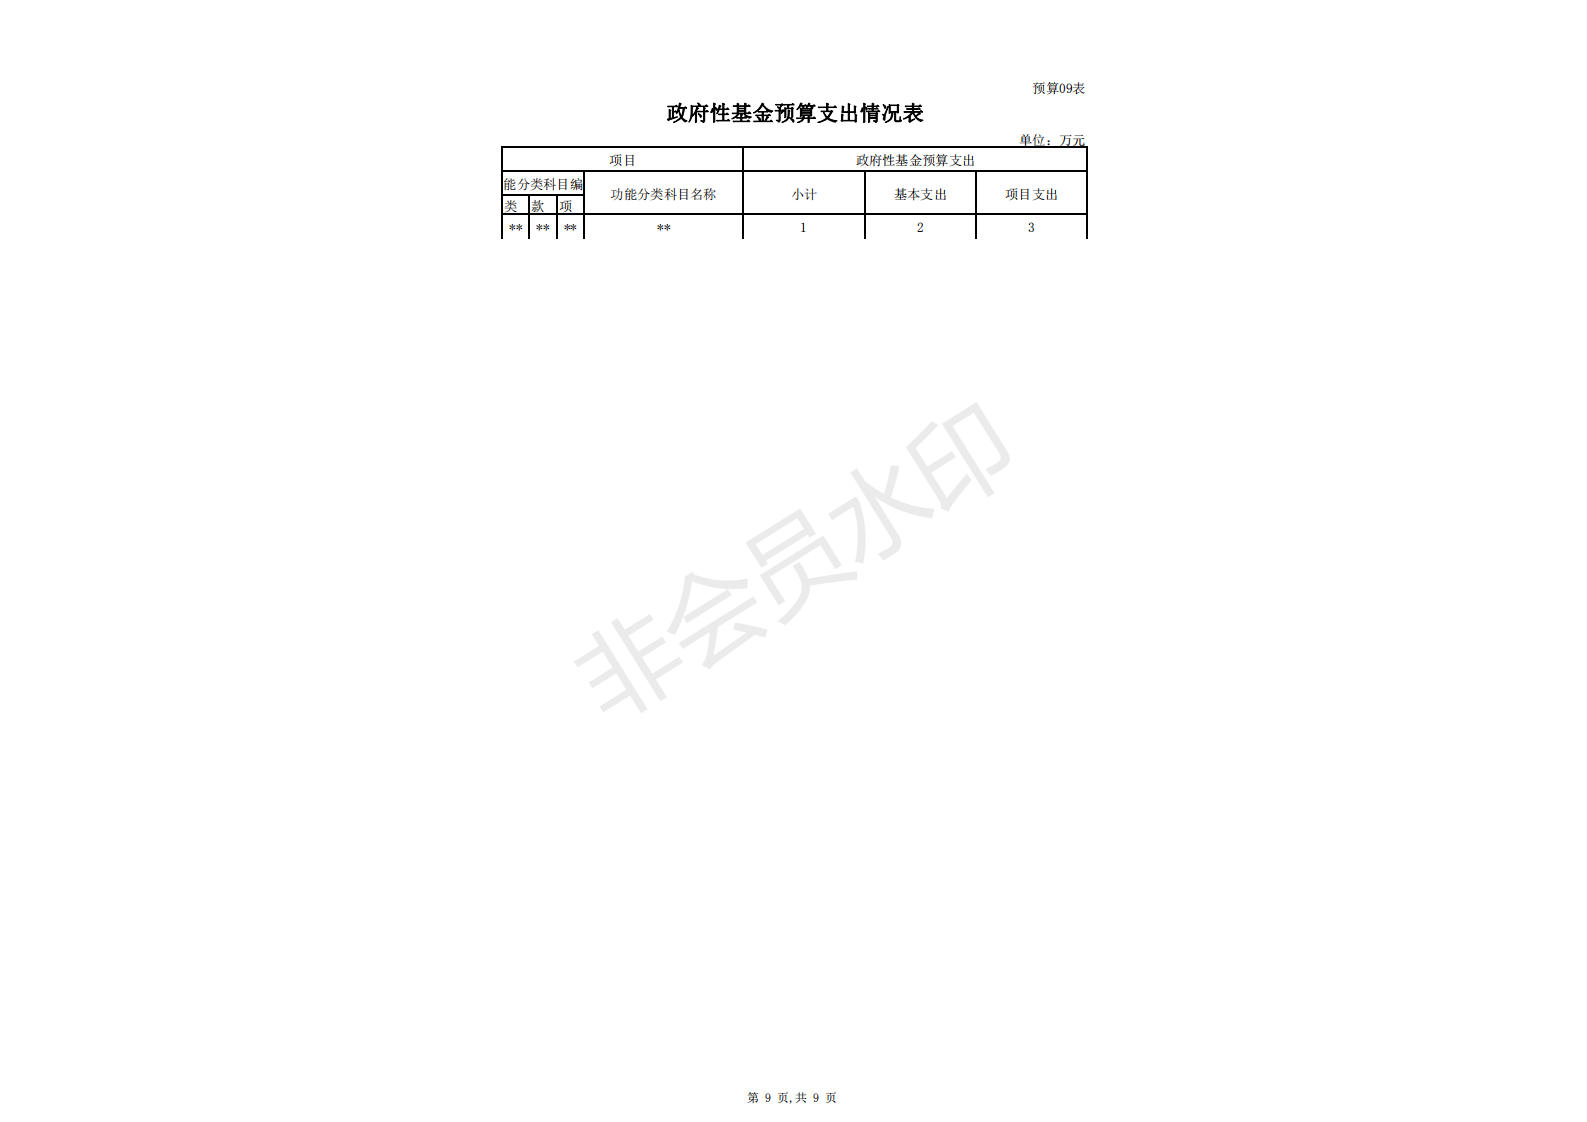 预算09表
政府性基金预算支出情况表
单位：万元
项目 政府性基金预算支出
能分类科目编 功能分类科目名称 小计 基本支出 项目支出
类 款 项
** ** ** ** 1 2 3
非会员水印
第 9 页,共 9 页